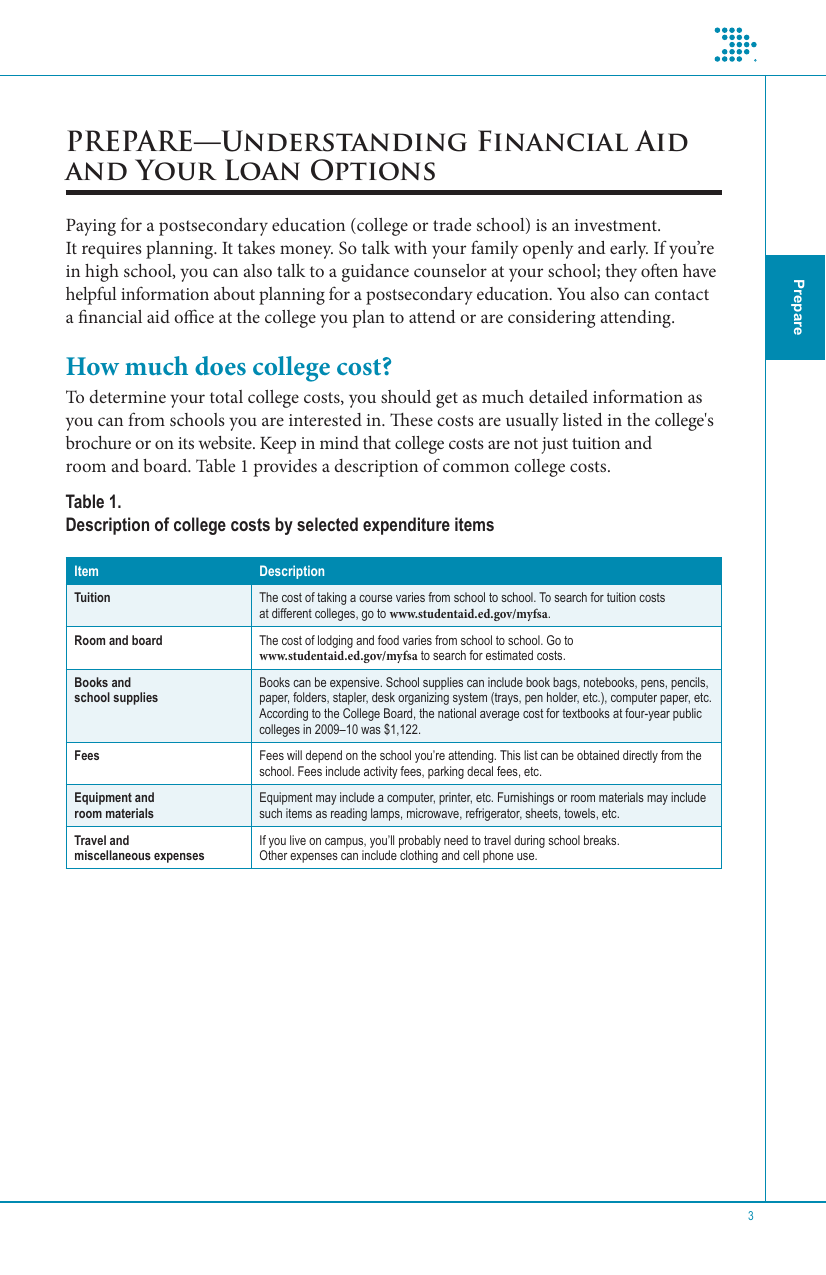 PREPARE—Understanding Financial Aid
and Your Loan Options
Paying for a postsecondary education (college or trade school) is an investment.
It requires planning. It takes money. So talk with your family openly and early. If you’re
in high school, you can also talk to a guidance counselor at your school; they often have
helpful information about planning for a postsecondary education. You also can contact
a financial aid office at the college you plan to attend or are considering attending.
Prepare
How much does college cost?
To determine your total college costs, you should get as much detailed information as
you can from schools you are interested in. These costs are usually listed in the college's
brochure or on its website. Keep in mind that college costs are not just tuition and
room and board. Table 1 provides a description of common college costs.
Table 1.
Description of college costs by selected expenditure items
Item
Description
Tuition
The cost of taking a course varies from school to school. To search for tuition costs
at different colleges, go to www.studentaid.ed.gov/myfsa.
Room and board
The cost of lodging and food varies from school to school. Go to
www.studentaid.ed.gov/myfsa to search for estimated costs.
Books and
school supplies
Books can be expensive. School supplies can include book bags, notebooks, pens, pencils,
paper, folders, stapler, desk organizing system (trays, pen holder, etc.), computer paper, etc.
According to the College Board, the national average cost for textbooks at four-year public
colleges in 2009–10 was $1,122.
Fees
Fees will depend on the school you’re attending. This list can be obtained directly from the
school. Fees include activity fees, parking decal fees, etc.
Equipment and
room materials
Equipment may include a computer, printer, etc. Furnishings or room materials may include
such items as reading lamps, microwave, refrigerator, sheets, towels, etc.
Travel and
miscellaneous expenses
If you live on campus, you’ll probably need to travel during school breaks.
Other expenses can include clothing and cell phone use.
3